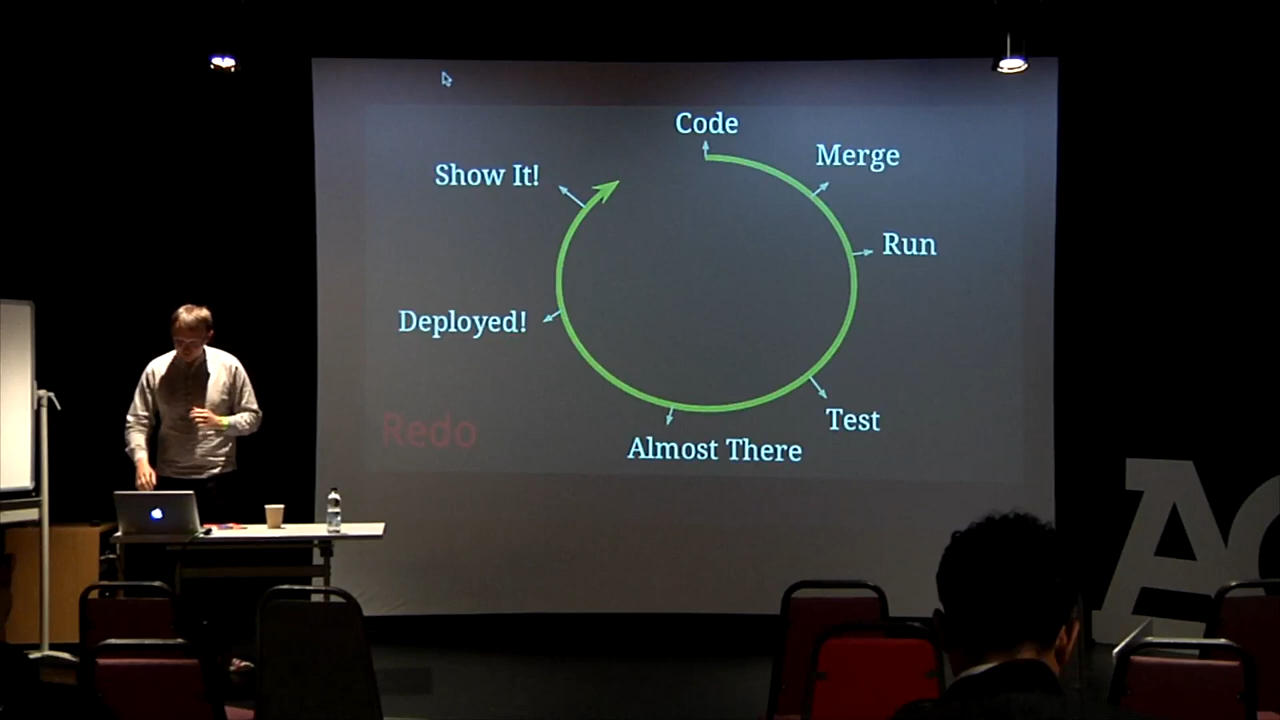 Code
Merge
Show It!
Run
Deployed!
Test
Redo
Almost There